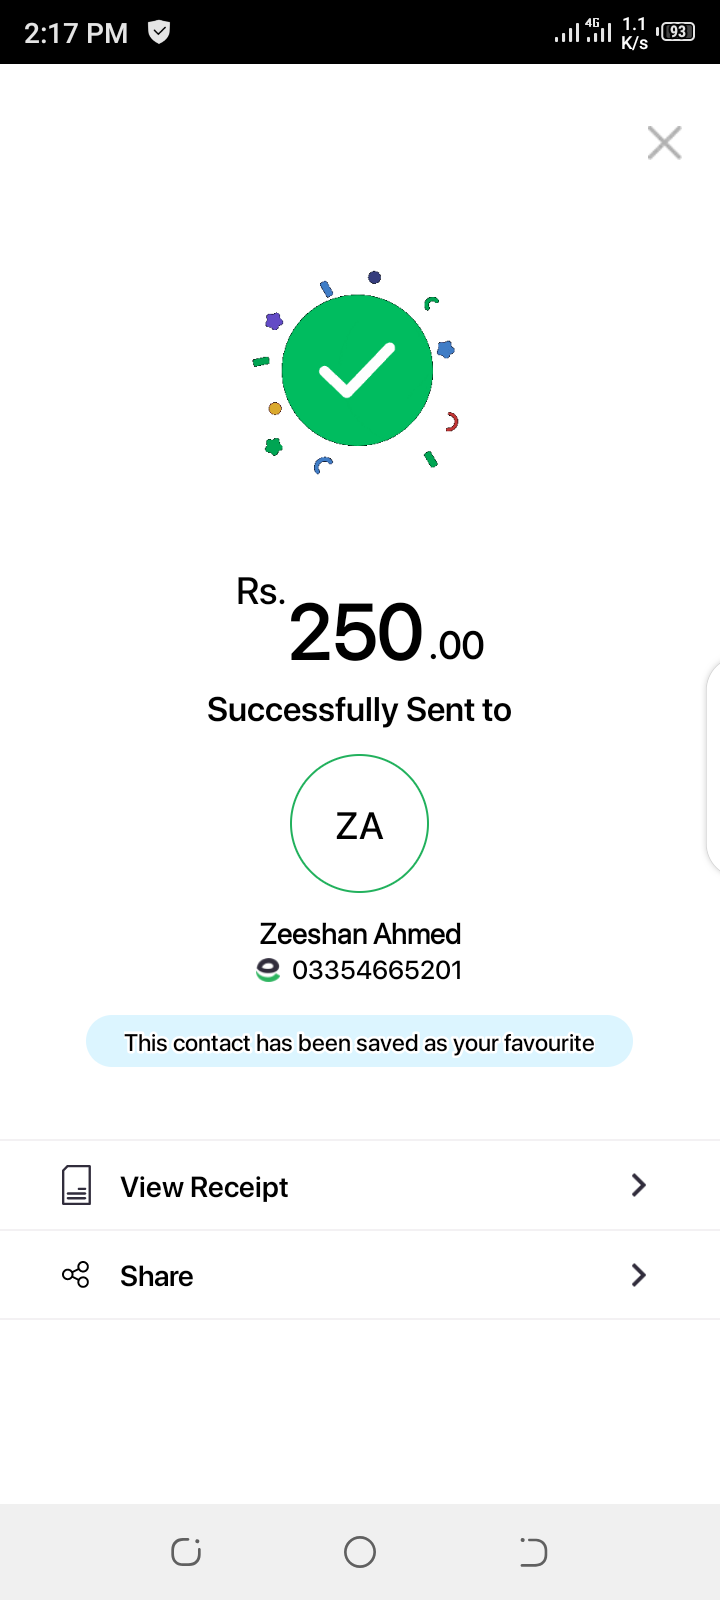 2:17 PM
4G
1.1
K/s
93
Rs.
250.00
Successfully Sent to
ZA
Zeeshan Ahmed
03354665201
This contact has been saved as your favourite
View Receipt
Share